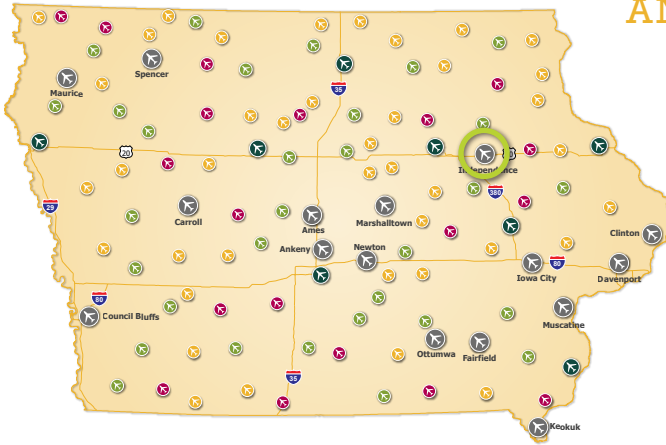 AN
Spencer
Maurice
35
20
Independence
380
29
Carroll
Ames
Marshalltown
Clinton
Ankeny
Newton
Iowa City
80
Davenport
80
Council Bluffs
Muscatine
Ottumwa
Fairfield
35
Keokuk